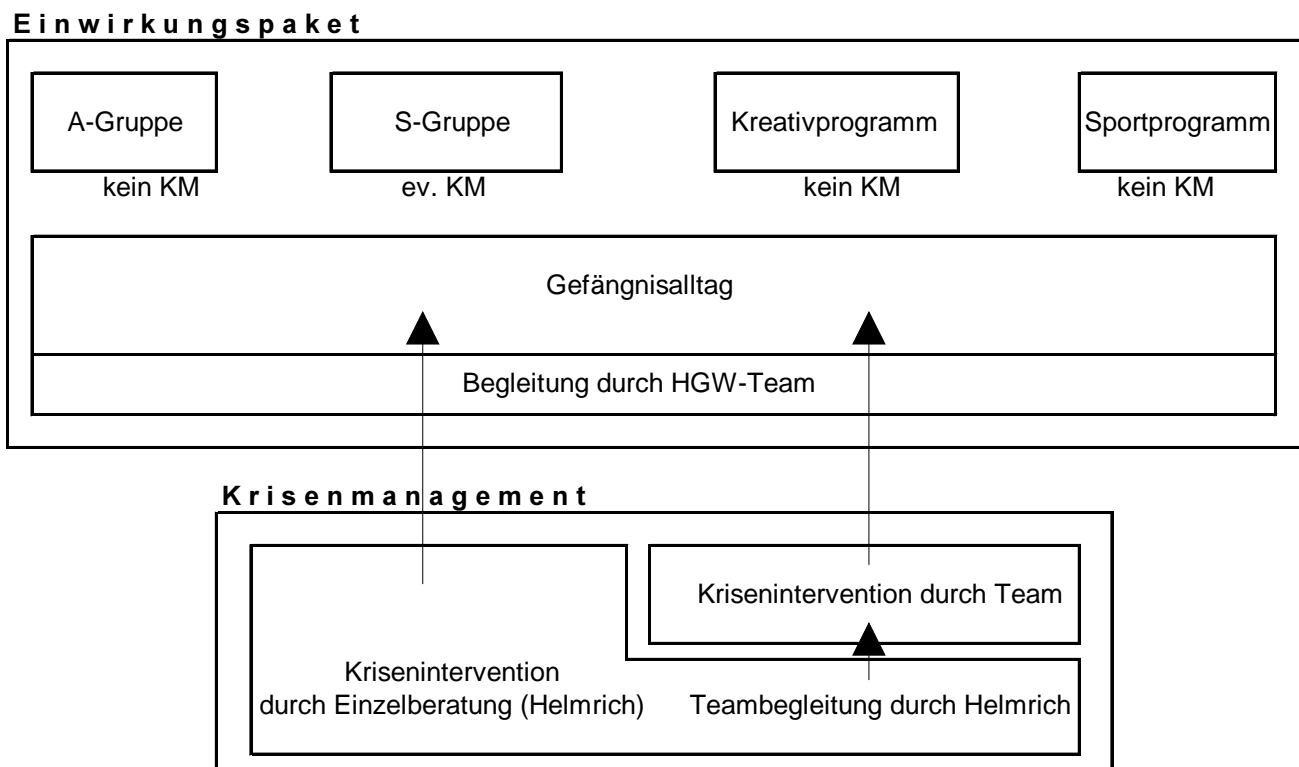 Einwirkungspaket
A-Gruppe
S-Gruppe
Kreativprogramm
Sportprogramm
kein KM
ev. KM
kein KM
kein KM
Gefängnisalltag
Begleitung durch HGW-Team
Krisenmanagement
Krisenintervention durch Team
Krisenintervention
durch Einzelberatung (Helmrich)
Teambegleitung durch Helmrich